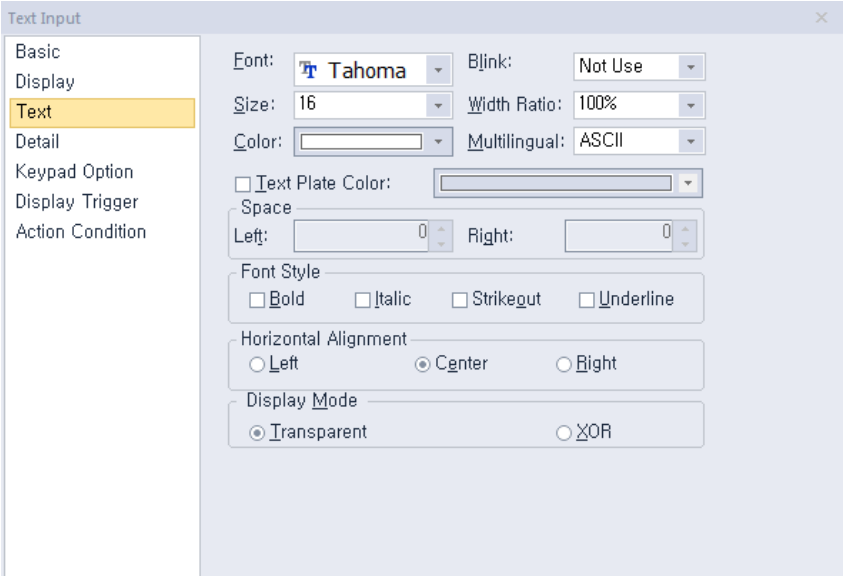 Text Input
Basic
Display
Text
Detail
Keypad Option
Display Trigger
Action Condition
Font: Tahoma Blink: Not Use
Size: 16 Width Ratio: 100%
Color: Multilingual: ASCII
Text Plate Color:
Space
Left: 0 Right: 0
Font Style
Bold Italic Strikeout Underline
Horizontal Alignment
Left Center Right
Display Mode
Transparent XOR